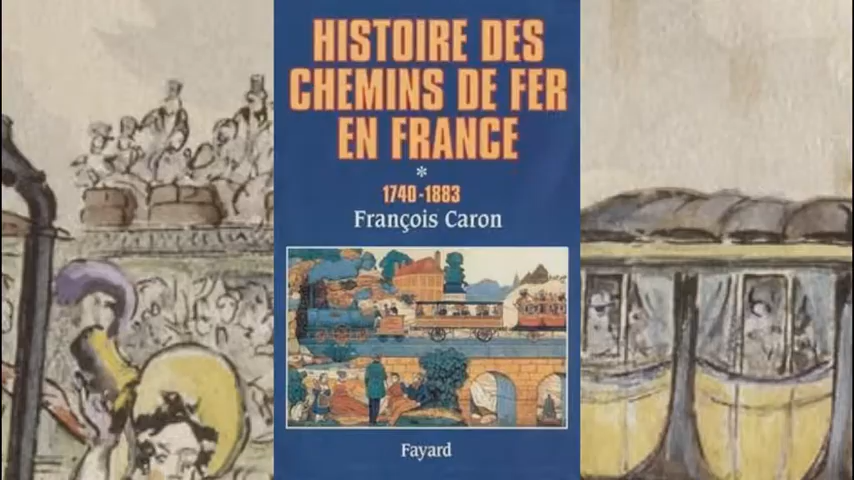 HISTOIRE DES
CHEMINS DE FER
EN FRANCE
*
1740-1883
François Caron
Fayard